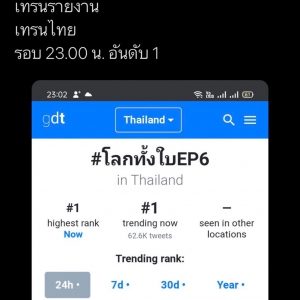 เทรนรายงาน
เทรนไทย
รอบ 23.00 น. อันดับ 1
23:02
gdt
Thailand
#โลกทั้งใบEP6
in Thailand
#1 #1 –
highest rank trending now seen in other
Now 62.6K tweets locations
Trending rank:
24h 7d 30d Year